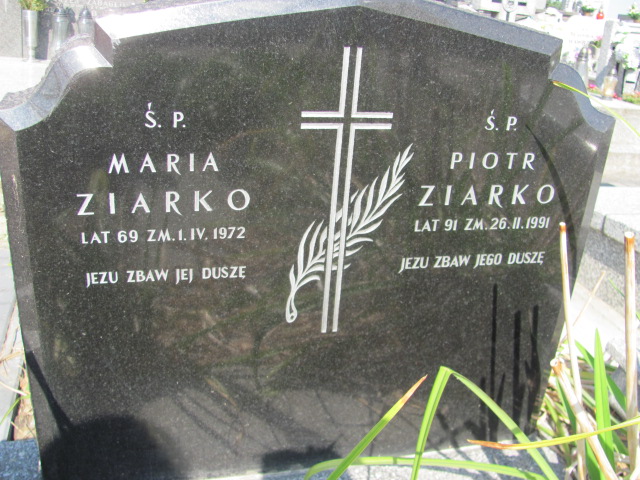 Ś. P.
MARIA
ZIARKO
LAT 69 ZM. 1. IV. 1972
JEZU ZBAW JEJ DUSZĘ
Ś. P.
PIOTR
ZIARKO
LAT 91 ZM. 26. II. 1991
JEZU ZBAW JEGO DUSZĘ